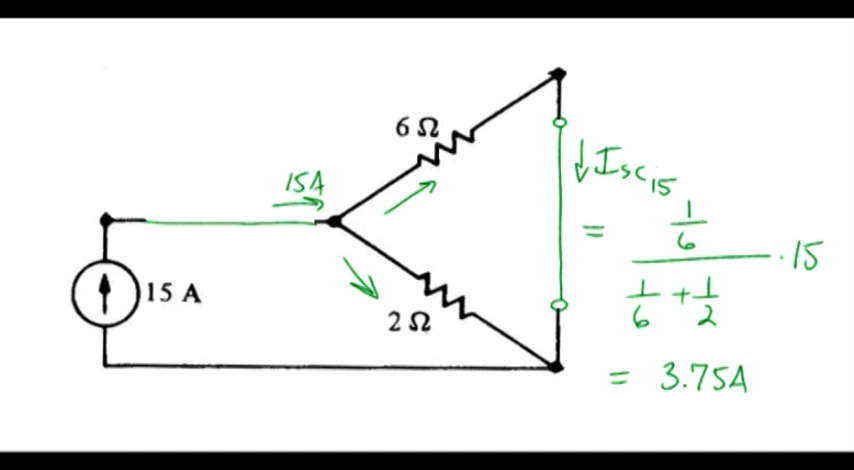 6 Ω
15A
↓ Isc15
= (1/6)/(1/6 + 1/2) · 15
15 A
2 Ω
= 3.75A